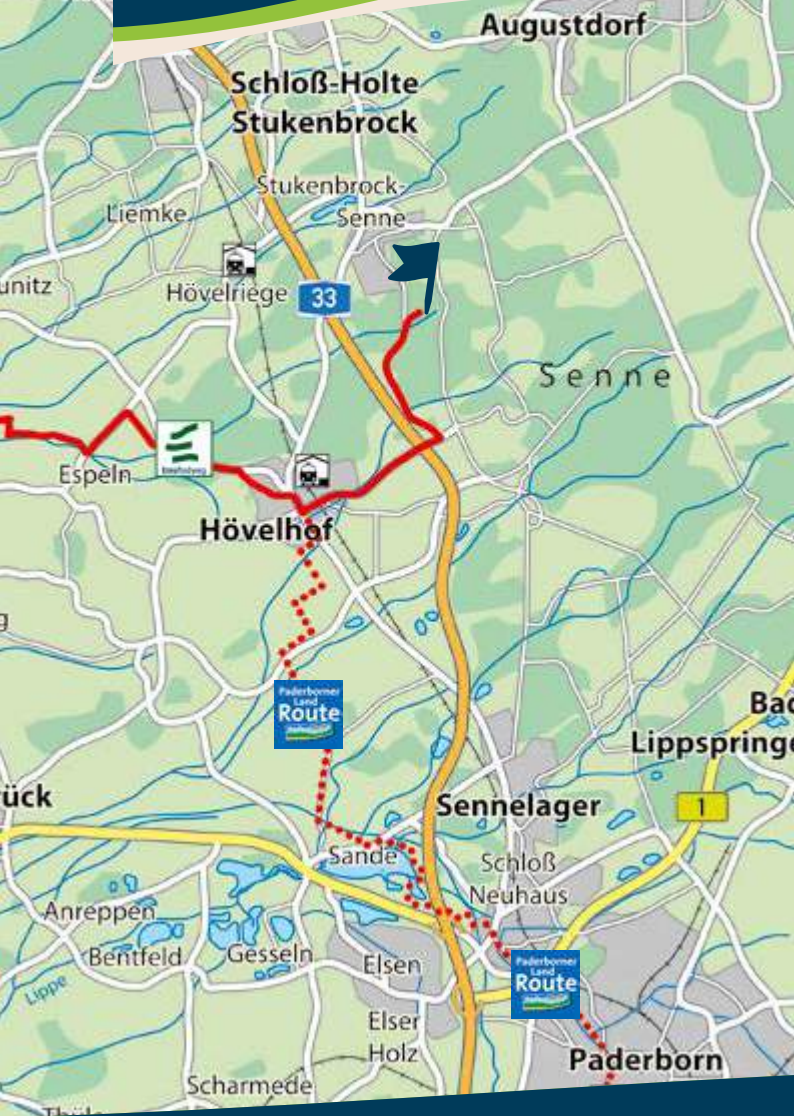 Augustdorf
Schloß-Holte
Stukenbrock
Stukenbrock-
Senne
Liemke
unitz
Hövelriege
33
Senne
Espeln
Emsradweg
Hövelhof
Paderborner
Land
Route
Bad
Lippspringe
ück
1
Sennelager
Sande
Schloß
Neuhaus
Anreppen
Bentfeld
Gesseln
Elsen
Paderborner
Land
Route
Lippe
Elser
Holz
Paderborn
Scharmede